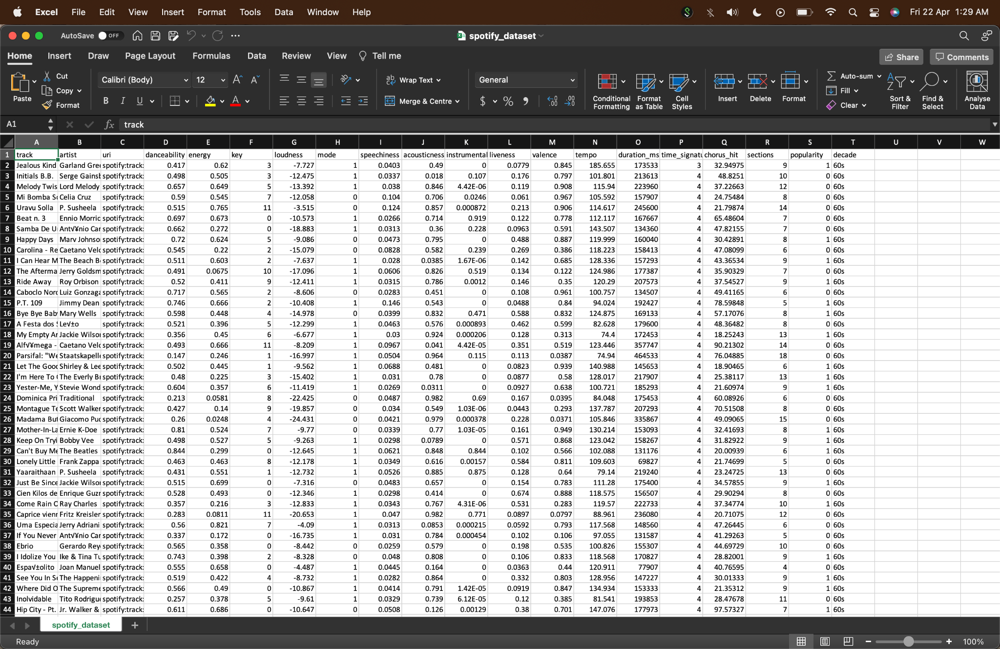 Excel File Edit View Insert Format Tools Data Window Help Fri 22 Apr 1:29 AM
AutoSave OFF spotify_dataset
Home Insert Draw Page Layout Formulas Data Review View Tell me Share Comments
Paste Cut Copy Format Calibri (Body) 12 Wrap Text Merge & Centre General Conditional Formatting Format as Table Cell Styles Insert Delete Format Auto-sum Fill Clear Sort & Filter Find & Select Analyse Data
A1 fx track
A B C D E F G H I J K L M N O P Q R S T U V W
1 track artist uri danceability energy key loudness mode speechiness acousticness instrumental liveness valence tempo duration_ms time_signatu chorus_hit sections popularity decade
2 Jealous Kind Garland Gre spotify:track: 0.417 0.62 3 -7.727 1 0.0403 0.49 0 0.0779 0.845 185.655 173533 3 32.94975 9 1 60s
3 Initials B.B. Serge Gainsb spotify:track: 0.498 0.505 3 -12.475 1 0.0337 0.018 0.107 0.176 0.797 101.801 213613 4 48.8251 10 0 60s
4 Melody Twis Lord Melody spotify:track: 0.657 0.649 5 -13.392 1 0.038 0.846 4.42E-06 0.119 0.908 115.94 223960 4 37.22663 12 0 60s
5 Mi Bomba S Celia Cruz spotify:track: 0.59 0.545 7 -12.058 0 0.104 0.706 0.0246 0.061 0.967 105.592 157907 4 24.75484 8 0 60s
6 Uravu Solla P. Susheela spotify:track: 0.515 0.765 11 -3.515 0 0.124 0.857 0.000872 0.213 0.906 114.617 245600 4 21.79874 14 0 60s
7 Beat n. 3 Ennio Morric spotify:track: 0.697 0.673 0 -10.573 1 0.0266 0.714 0.919 0.122 0.778 112.117 167667 4 65.48604 7 0 60s
8 Samba De U Ant√¥nio Car spotify:track: 0.662 0.272 0 -18.883 1 0.0313 0.36 0.228 0.0963 0.591 143.507 134360 4 47.82155 7 0 60s
9 Happy Days Marv Johnso spotify:track: 0.72 0.624 5 -9.086 0 0.0473 0.795 0 0.488 0.887 119.999 160040 4 30.42891 8 1 60s
10 Carolina - Re Caetano Velo spotify:track: 0.545 0.22 2 -15.079 0 0.0828 0.582 0.239 0.269 0.386 118.223 158413 4 47.08099 6 0 60s
11 I Can Hear M The Beach B spotify:track: 0.511 0.603 2 -7.637 1 0.028 0.0385 1.67E-06 0.142 0.685 128.336 157293 4 43.36534 9 1 60s
12 The Afterma Jerry Goldsm spotify:track: 0.491 0.0675 10 -17.096 1 0.0606 0.826 0.519 0.134 0.122 124.986 177387 4 35.90329 7 0 60s
13 Ride Away Roy Orbison spotify:track: 0.52 0.411 9 -12.411 1 0.0315 0.786 0.0012 0.146 0.35 120.29 207573 4 37.54527 9 1 60s
14 Caboclo Nord Luiz Gonzaga spotify:track: 0.717 0.565 2 -8.606 0 0.0283 0.451 0 0.108 0.961 100.757 134507 4 49.41165 6 0 60s
15 P.T. 109 Jimmy Dean spotify:track: 0.746 0.666 2 -10.408 1 0.146 0.543 0 0.0488 0.84 94.024 192427 4 78.59848 5 1 60s
16 Bye Bye Bab Mary Wells spotify:track: 0.598 0.448 4 -14.978 0 0.0399 0.832 0.471 0.588 0.832 124.875 169133 4 57.17076 8 1 60s
17 A Festa dos Le√±o spotify:track: 0.521 0.396 5 -12.299 1 0.0463 0.576 0.000893 0.462 0.599 82.628 179600 4 48.36482 8 0 60s
18 My Empty Ar Jackie Wilso spotify:track: 0.356 0.45 6 -6.677 1 0.03 0.924 0.000206 0.128 0.313 74.4 172453 4 18.25243 13 1 60s
19 Alf√¥mega - Caetano Velo spotify:track: 0.493 0.666 11 -8.209 1 0.0967 0.041 4.42E-05 0.351 0.519 123.446 357747 4 90.21302 14 0 60s
20 Parsifal: "We Staatskapell spotify:track: 0.147 0.246 1 -16.997 1 0.0504 0.964 0.115 0.113 0.0387 74.94 464533 4 76.04885 18 0 60s
21 Let The Good Shirley & Lee spotify:track: 0.502 0.445 1 -9.562 1 0.0688 0.481 0 0.0823 0.939 140.988 145653 4 18.90465 6 1 60s
22 I'm Here To The Everly Br spotify:track: 0.48 0.225 3 -15.402 1 0.031 0.78 0 0.0877 0.58 128.017 217907 4 25.38117 13 1 60s
23 Yester-Me, Y Stevie Wond spotify:track: 0.604 0.357 6 -11.419 1 0.0269 0.0311 0 0.0927 0.638 100.721 185293 4 21.60974 9 1 60s
24 Dominica Pri Traditional spotify:track: 0.213 0.0581 8 -22.425 0 0.0487 0.982 0.69 0.167 0.0395 84.048 175453 4 60.08926 6 0 60s
25 Montague Te Scott Walker spotify:track: 0.427 0.14 9 -19.857 0 0.034 0.549 1.03E-06 0.0443 0.293 137.787 207293 4 70.51508 8 0 60s
26 Madama But Giacomo Puc spotify:track: 0.26 0.0248 4 -24.431 0 0.0421 0.979 0.000378 0.228 0.0371 105.846 335867 4 49.09065 15 0 60s
27 Mother-In-La Ernie K-Doe spotify:track: 0.81 0.524 7 -9.77 0 0.0339 0.77 1.03E-05 0.161 0.949 130.214 153093 4 32.41693 8 1 60s
28 Keep On Tryi Bobby Vee spotify:track: 0.498 0.527 5 -9.263 1 0.0298 0.0789 0 0.571 0.868 123.042 158267 4 31.82922 9 1 60s
29 Can't Buy Me The Beatles spotify:track: 0.844 0.299 0 -12.645 1 0.0621 0.848 0.844 0.102 0.566 102.088 131176 4 20.00939 6 1 60s
30 Lonely Little Frank Zappa spotify:track: 0.463 0.463 8 -12.178 1 0.0349 0.616 0.00157 0.584 0.811 109.603 69827 4 21.74699 5 0 60s
31 Yaaraithaan P. Susheela spotify:track: 0.431 0.551 1 -12.732 1 0.0526 0.885 0.875 0.128 0.64 79.14 219240 4 23.24725 13 0 60s
32 Just Be Since Jackie Wilso spotify:track: 0.515 0.699 0 -7.316 0 0.0483 0.657 0 0.154 0.783 111.28 175400 4 34.57855 9 1 60s
33 Cien Kilos de Enrique Guzr spotify:track: 0.528 0.493 0 -12.346 1 0.0298 0.414 0 0.674 0.888 118.575 156507 4 29.90294 8 0 60s
34 Come Rain O Ray Charles spotify:track: 0.357 0.216 3 -12.833 1 0.0343 0.767 4.31E-06 0.531 0.283 119.57 222733 4 37.34774 10 1 60s
35 Caprice vienr Fritz Kreisler spotify:track: 0.283 0.0811 11 -20.653 1 0.047 0.982 0.771 0.0897 0.0797 88.961 236080 4 20.71075 12 0 60s
36 Uma Especia Jerry Adriani spotify:track: 0.56 0.821 7 -4.09 1 0.0313 0.0853 0.000215 0.0592 0.793 117.568 148560 4 47.26445 6 0 60s
37 If You Never Ant√¥nio Car spotify:track: 0.337 0.172 0 -16.735 1 0.031 0.784 0.000454 0.102 0.106 97.055 131587 4 41.29263 5 0 60s
38 Ebrio Gerardo Rey spotify:track: 0.565 0.358 0 -8.442 0 0.0259 0.579 0 0.198 0.535 100.826 155307 4 44.69729 10 0 60s
39 I Idolize You Ike & Tina Tu spotify:track: 0.743 0.398 2 -8.328 0 0.048 0.808 0 0.106 0.833 118.568 170827 4 28.82001 9 1 60s
40 Espa√±olito Joan Manuel spotify:track: 0.555 0.658 0 -4.487 1 0.0445 0.164 0 0.0363 0.44 120.911 77907 4 40.76595 4 0 60s
41 See You In Se The Happeni spotify:track: 0.519 0.422 4 -8.732 1 0.0282 0.864 0 0.332 0.803 128.956 147227 4 30.01333 9 1 60s
42 Where Did O The Supreme spotify:track: 0.566 0.49 0 -10.867 1 0.0414 0.791 1.42E-05 0.0919 0.847 134.934 153333 4 21.35312 9 1 60s
43 Inolvidable Tito Rodrigue spotify:track: 0.257 0.378 5 -9.61 1 0.0329 0.739 6.12E-05 0.12 0.385 81.541 193853 4 28.47678 11 0 60s
44 Hip City - Pt. Jr. Walker & spotify:track: 0.611 0.686 0 -10.647 0 0.0508 0.126 0.00129 0.38 0.701 147.076 177973 4 97.57327 7 1 60s
spotify_dataset +
Ready 100%